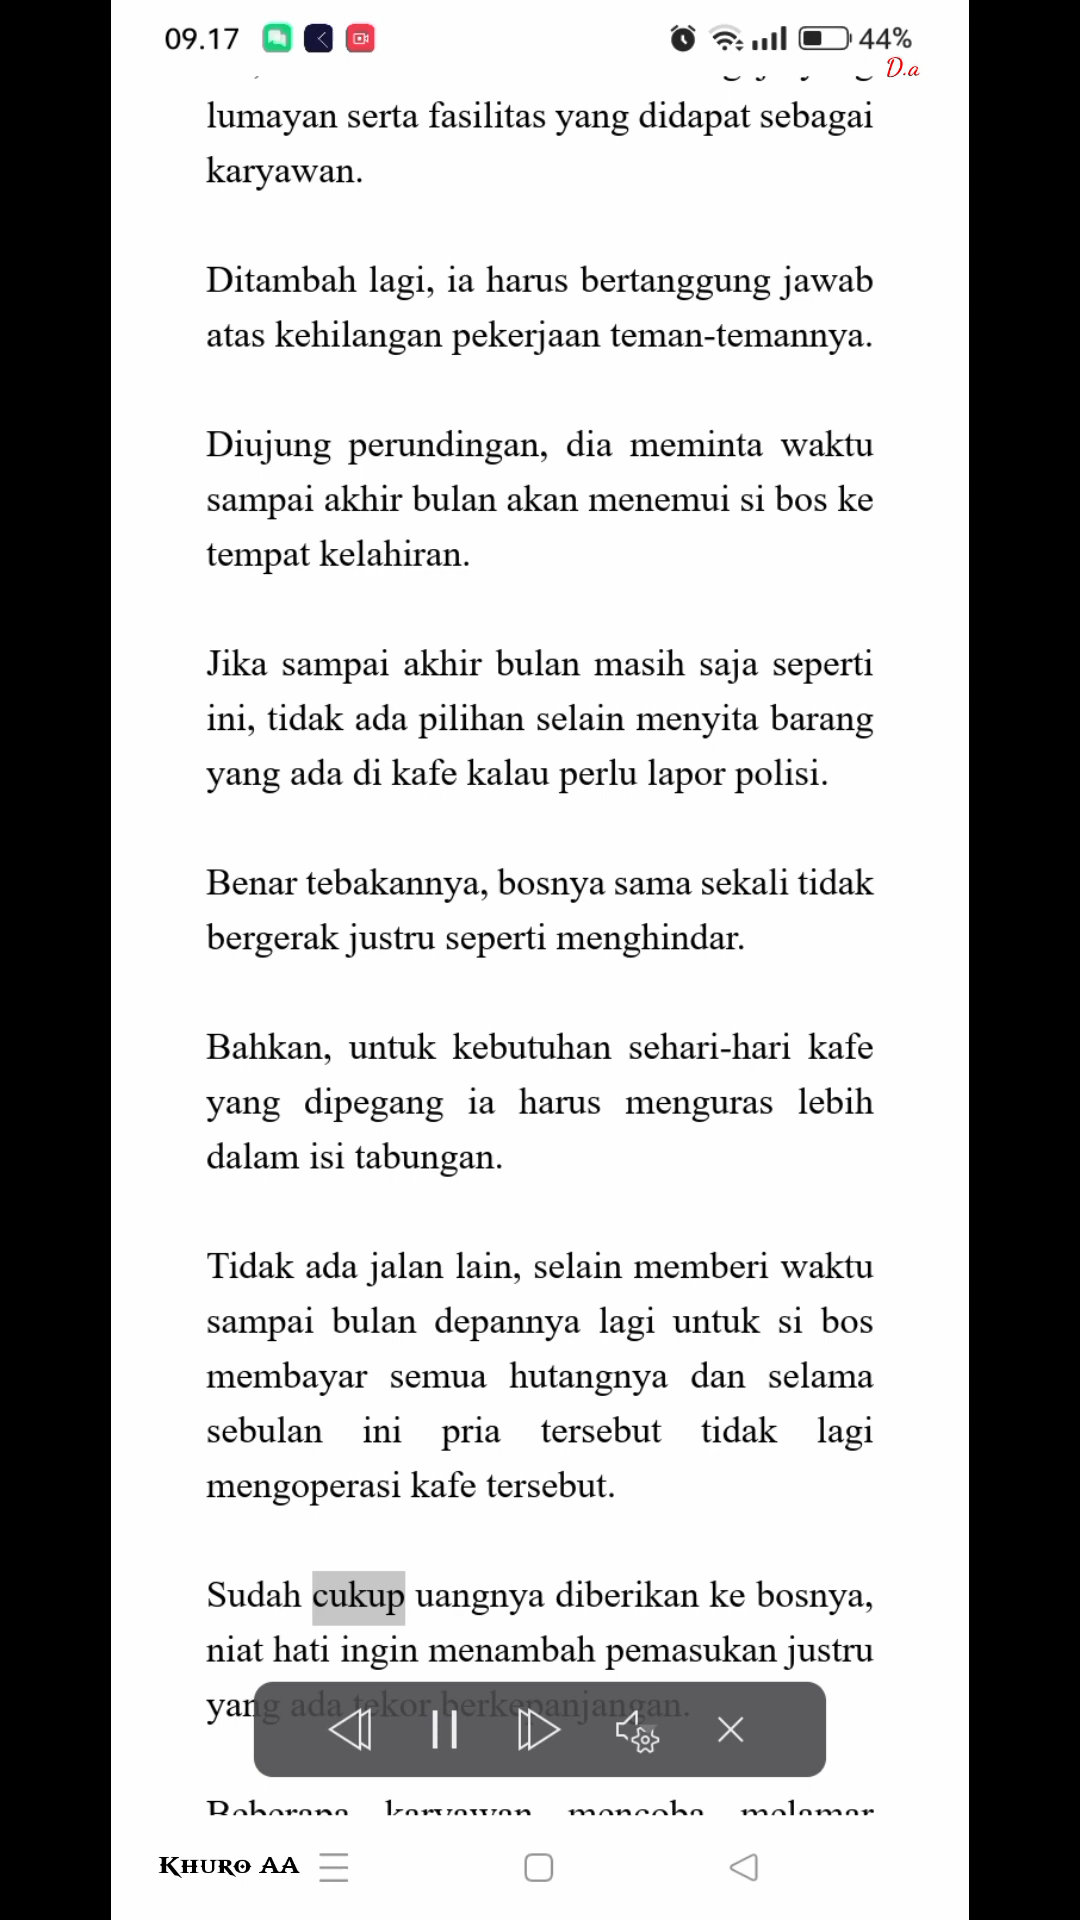 09.17
44%
D.a
lumayan serta fasilitas yang didapat sebagai
karyawan.
Ditambah lagi, ia harus bertanggung jawab
atas kehilangan pekerjaan teman-temannya.
Diujung perundingan, dia meminta waktu
sampai akhir bulan akan menemui si bos ke
tempat kelahiran.
Jika sampai akhir bulan masih saja seperti
ini, tidak ada pilihan selain menyita barang
yang ada di kafe kalau perlu lapor polisi.
Benar tebakannya, bosnya sama sekali tidak
bergerak justru seperti menghindar.
Bahkan, untuk kebutuhan sehari-hari kafe
yang dipegang ia harus menguras lebih
dalam isi tabungan.
Tidak ada jalan lain, selain memberi waktu
sampai bulan depannya lagi untuk si bos
membayar semua hutangnya dan selama
sebulan ini pria tersebut tidak lagi
mengoperasi kafe tersebut.
Sudah cukup uangnya diberikan ke bosnya,
niat hati ingin menambah pemasukan justru
yang ada tekor berkepanjangan.
Beberapa karyawan mencoba melamar
Khuro AA